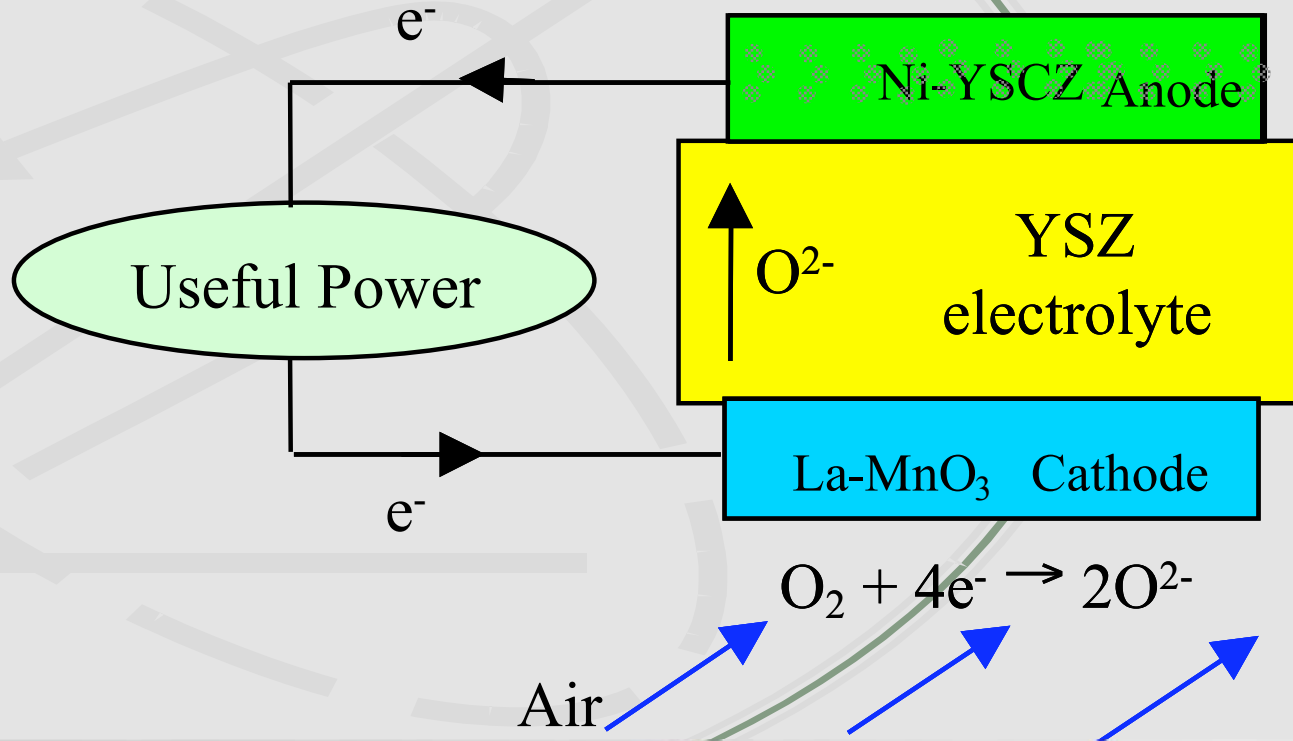 e⁻
Ni-YSCZ Anode
Useful Power
O²⁻
YSZ
electrolyte
La-MnO₃ Cathode
e⁻
O₂ + 4e⁻ → 2O²⁻
Air